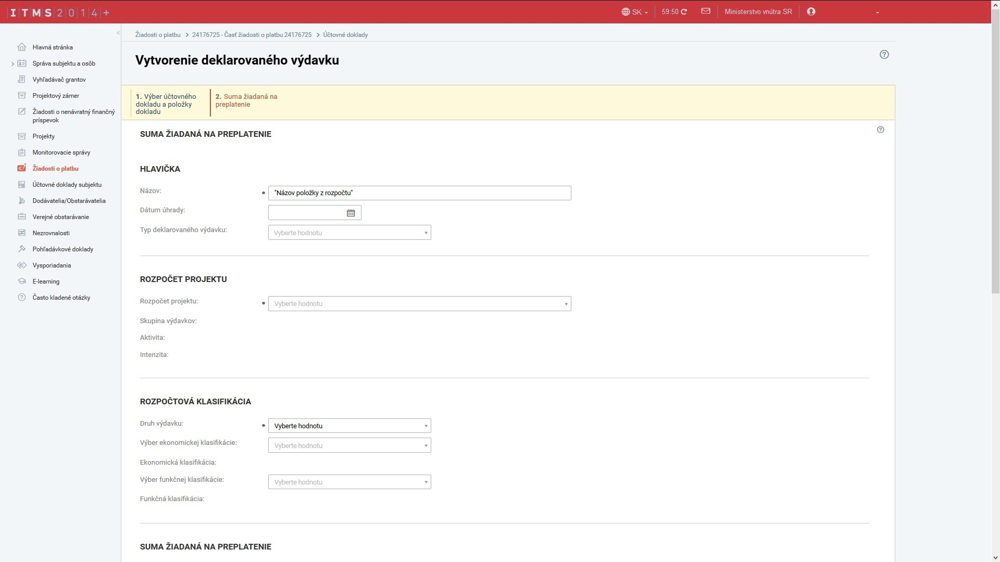 ITMS2014+
SK
59:50
Ministerstvo vnútra SR
Hlavná stránka
Správa subjektu a osôb
Vyhľadávač grantov
Projektový zámer
Žiadosti o nenávratný finančný
príspevok
Projekty
Monitorovacie správy
Žiadosti o platbu
Účtovné doklady subjektu
Dodávatelia/Obstarávatelia
Verejné obstarávanie
Nezrovnalosti
Pohľadávkové doklady
Vysporiadania
E-learning
Často kladené otázky
Žiadosti o platbu > 24176725 - Časť žiadosti o platbu 24176725 > Účtovné doklady
Vytvorenie deklarovaného výdavku
1. Výber účtovného
dokladu a položky
dokladu
2. Suma žiadaná na
preplatenie
SUMA ŽIADANÁ NA PREPLATENIE
HLAVIČKA
Názov: "Názov položky z rozpočtu"
Dátum úhrady:
Typ deklarovaného výdavku: Vyberte hodnotu
ROZPOČET PROJEKTU
Rozpočet projektu: Vyberte hodnotu
Skupina výdavkov:
Aktivita:
Intenzita:
ROZPOČTOVÁ KLASIFIKÁCIA
Druh výdavku: Vyberte hodnotu
Výber ekonomickej klasifikácie: Vyberte hodnotu
Ekonomická klasifikácia:
Výber funkčnej klasifikácie: Vyberte hodnotu
Funkčná klasifikácia:
SUMA ŽIADANÁ NA PREPLATENIE